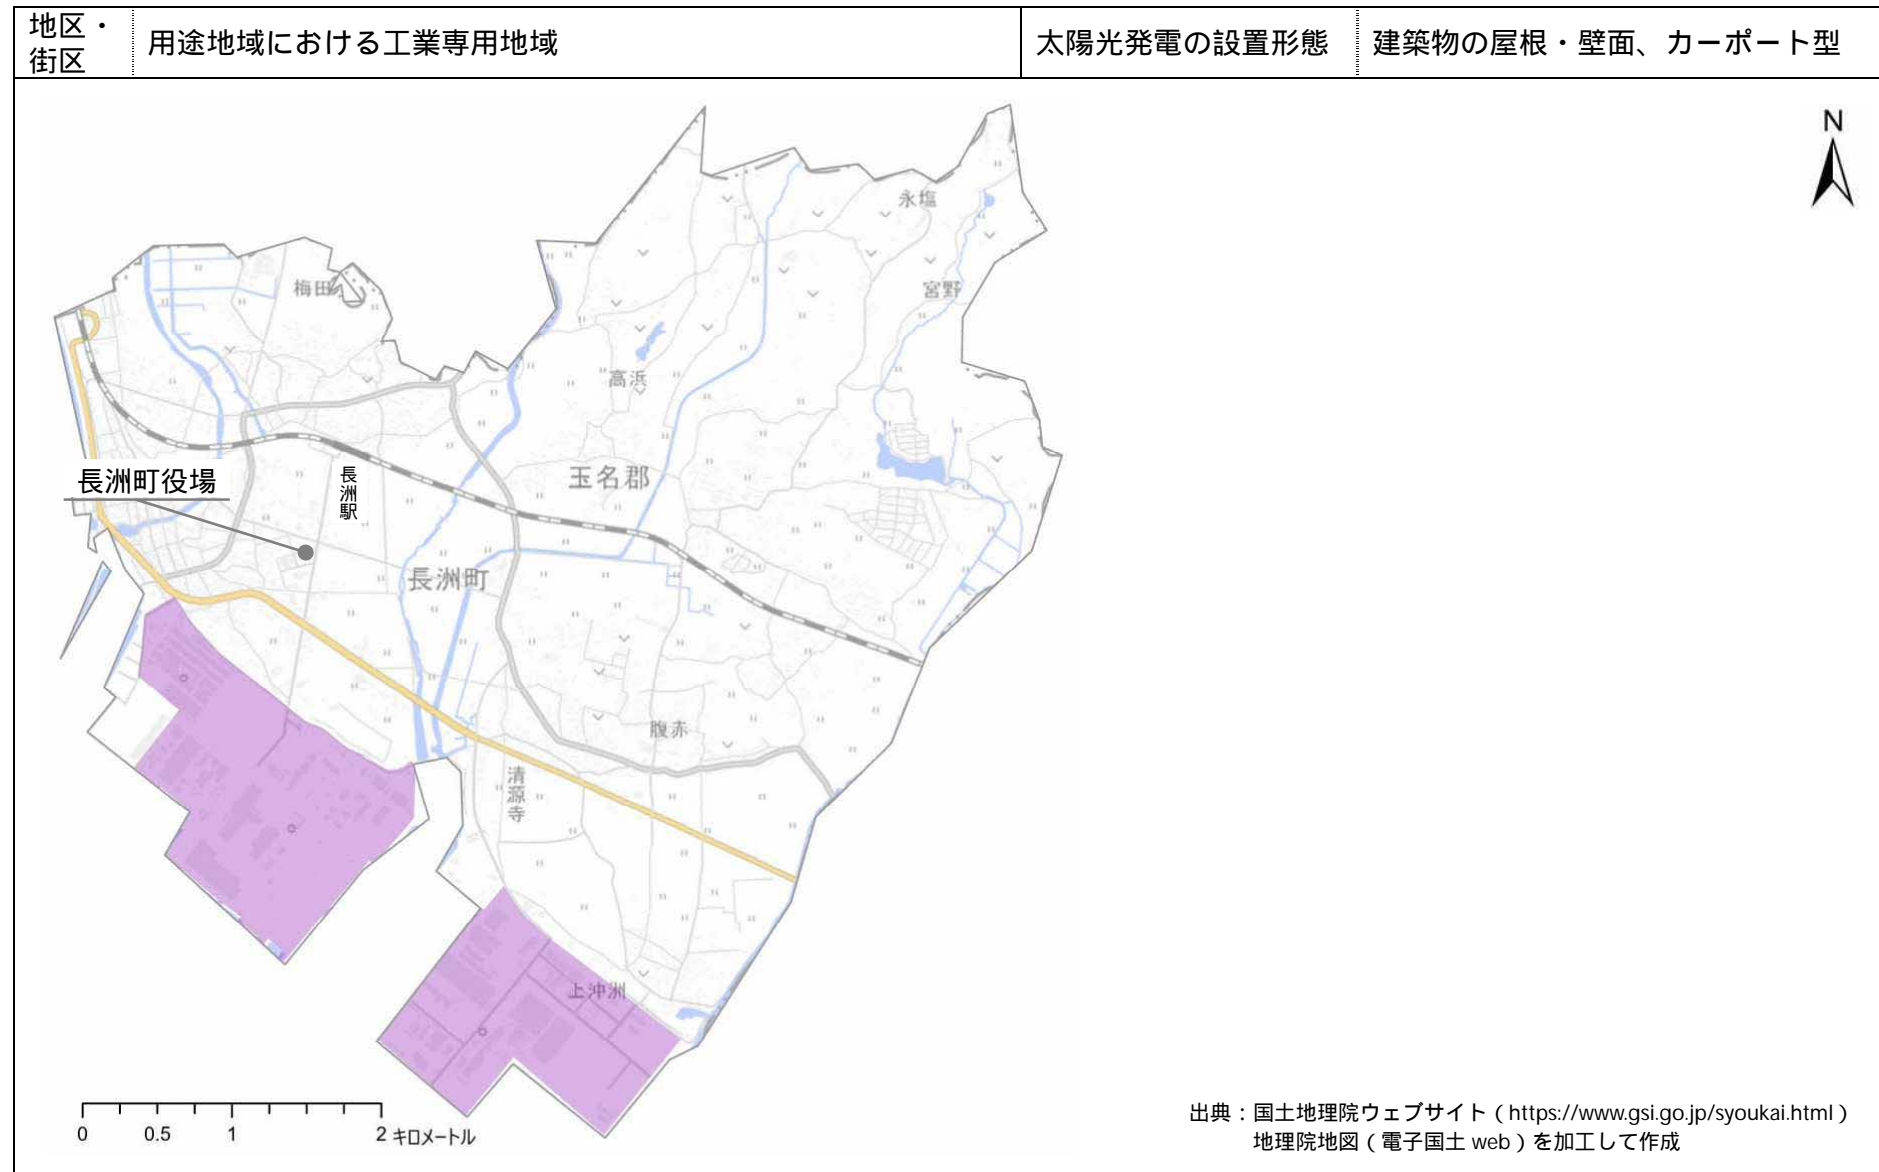 地区・
街区
用途地域における工業専用地域
太陽光発電の設置形態
建築物の屋根・壁面、カーポート型
N
永塩
梅田
宮野
高浜
長洲町役場
長洲駅
玉名郡
長洲町
腹赤
清源寺
上沖洲
0 0.5 1 2 キロメートル
出典:国土地理院ウェブサイト(https://www.gsi.go.jp/syoukai.html)
地理院地図(電子国土 web)を加工して作成